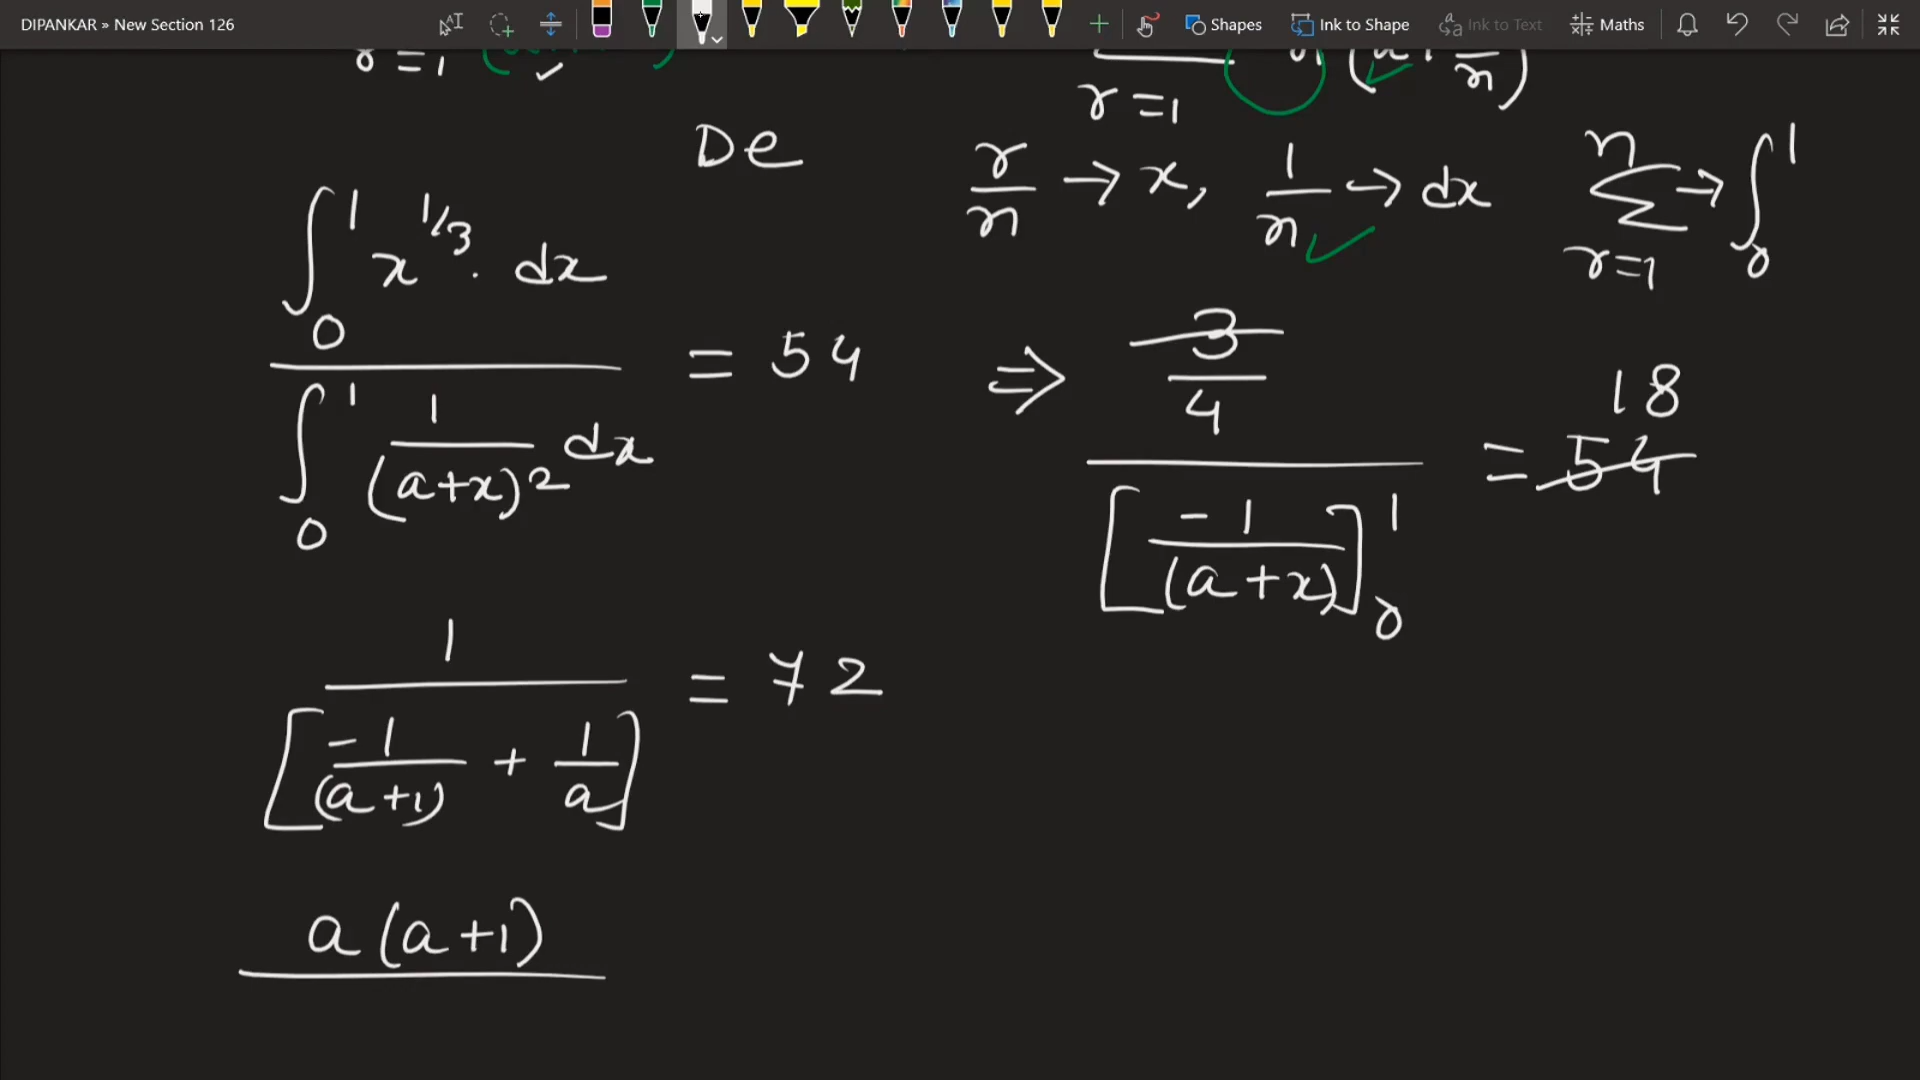 DIPANKAR » New Section 126
Shapes Ink to Shape Ink to Text Maths
r = 1
r = 1
n)
De
r/n → x, 1/n → dx n∑r=1 → ∫₀¹
∫₀¹ x^1/3 . dx
= 54 ⇒ 3/4
∫₀¹ 1/(a+x)² dx
= 54 18
[-1/(a+x)]₀¹
1
= 72
[-1/(a+1) + 1/a]
a(a+1)